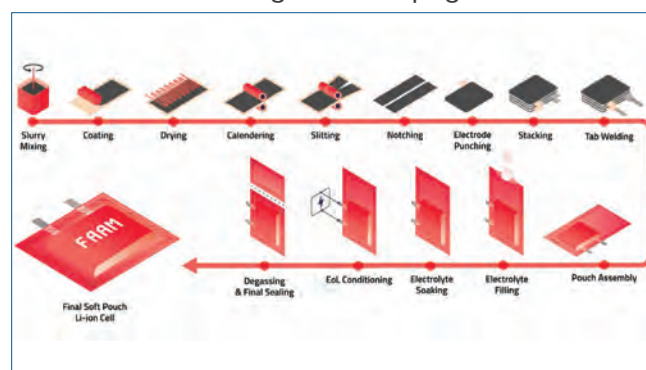 Slurry
Mixing
Coating
Drying
Calendering
Slitting
Notching
Electrode
Punching
Stacking
Tab Welding
FAAM
Final Soft Pouch
Li-ion Cell
Degassing
& Final Sealing
EoL Conditioning
Electrolyte
Soaking
Electrolyte
Filling
Pouch Assembly